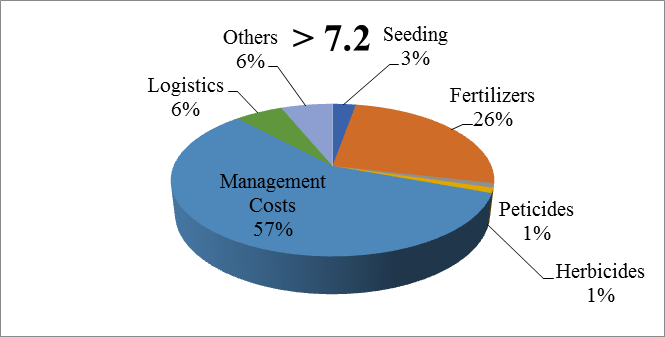 > 7.2
Seeding
3%
Fertilizers
26%
Peticides
1%
Herbicides
1%
Management
Costs
57%
Logistics
6%
Others
6%